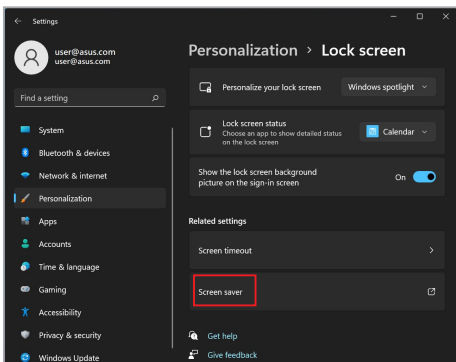 Settings
user@asus.com
user@asus.com
Find a setting
System
Bluetooth & devices
Network & internet
Personalization
Apps
Accounts
Time & language
Gaming
Accessibility
Privacy & security
Windows Update
Personalization > Lock screen
Personalize your lock screen
Windows spotlight
Lock screen status
Choose an app to show detailed status
on the lock screen
Calendar
Show the lock screen background
picture on the sign-in screen
On
Related settings
Screen timeout
Screen saver
Get help
Give feedback